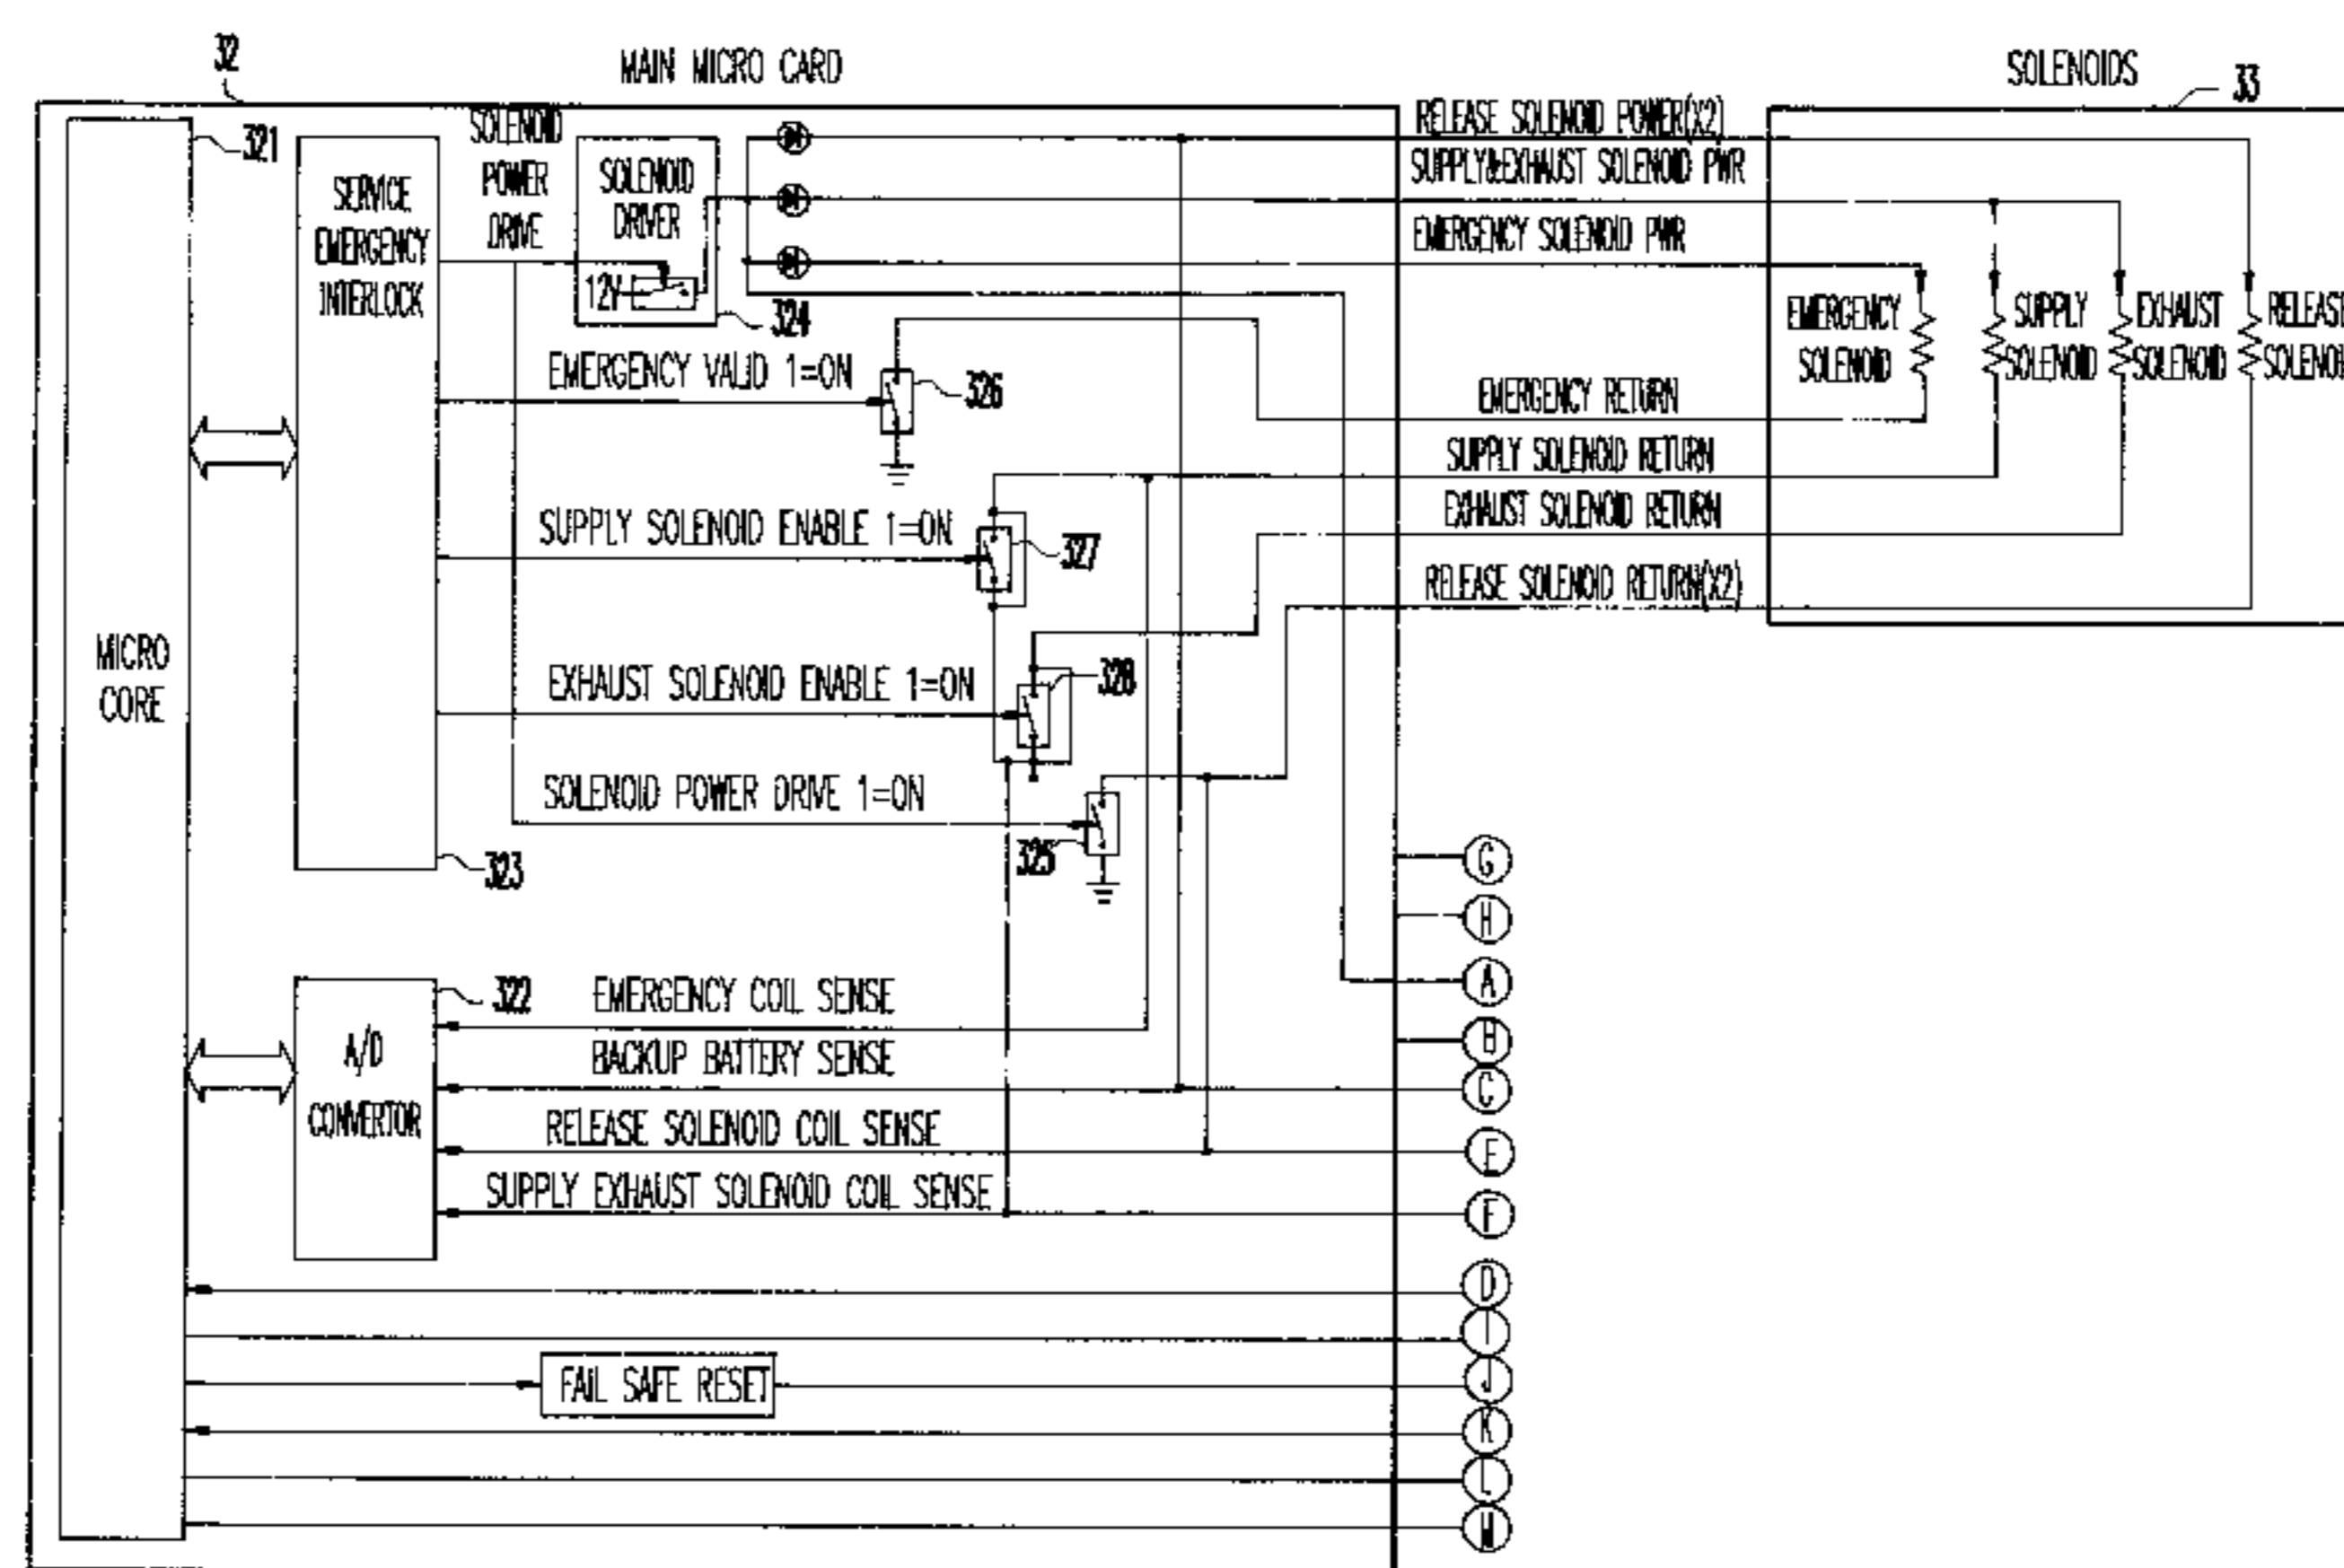 32
MAIN MICRO CARD
SOLENOIDS
33
321
SERVICE
EMERGENCY
INTERLOCK
SOLENOID
POWER
DRIVE
SOLENOID
DRIVER
12V
324
RELEASE SOLENOID POWER(X2)
SUPPLY&EXHAUST SOLENOID PWR
EMERGENCY SOLENOID PWR
EMERGENCY
SOLENOID
SUPPLY
SOLENOID
EXHAUST
SOLENOID
RELEASE
EMERGENCY VALID 1=ON
326
EMERGENCY RETURN
SUPPLY SOLENOID RETURN
EXHAUST SOLENOID RETURN
RELEASE SOLENOID RETURN(X2)
SUPPLY SOLENOID ENABLE 1=ON
327
MICRO
CORE
EXHAUST SOLENOID ENABLE 1=ON
328
SOLENOID POWER DRIVE 1=ON
325
323
G
H
A
322
A/D
CONVERTOR
EMERGENCY COIL SENSE
BACKUP BATTERY SENSE
C
RELEASE SOLENOID COIL SENSE
E
SUPPLY EXHAUST SOLENOID COIL SENSE
F
D
I
FAIL SAFE RESET
J
K
L